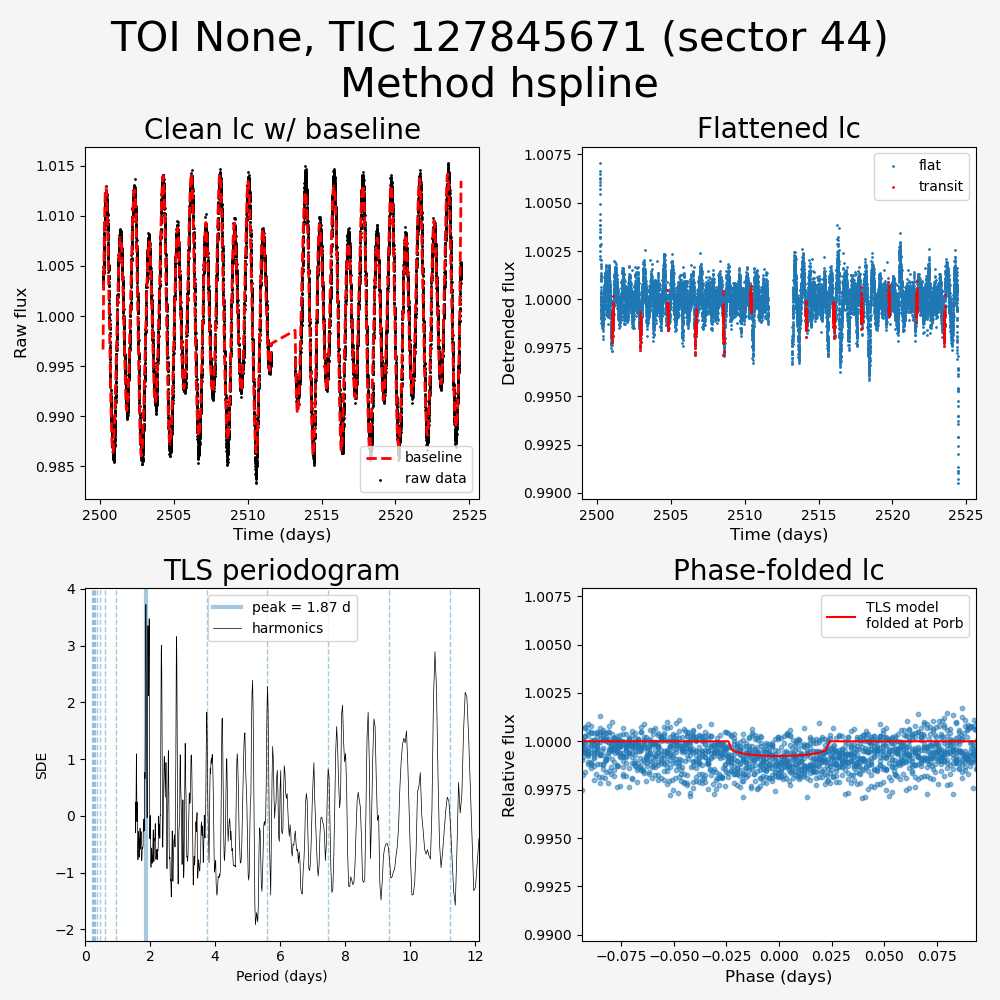 TOI None, TIC 127845671 (sector 44)
Method hspline
Clean lc w/ baseline
1.015
1.010
1.005
1.000
0.995
0.990
0.985
Raw flux
baseline
raw data
2500
2505
2510
2515
2520
2525
Time (days)
Flattened lc
1.0075
1.0050
1.0025
1.0000
0.9975
0.9950
0.9925
0.9900
Detrended flux
flat
transit
2500
2505
2510
2515
2520
2525
Time (days)
TLS periodogram
4
3
2
1
0
−1
−2
SDE
peak = 1.87 d
harmonics
0
2
4
6
8
10
12
Period (days)
Phase-folded lc
1.0075
1.0050
1.0025
1.0000
0.9975
0.9950
0.9925
0.9900
Relative flux
TLS model
folded at Porb
−0.075
−0.050
−0.025
0.000
0.025
0.050
0.075
Phase (days)